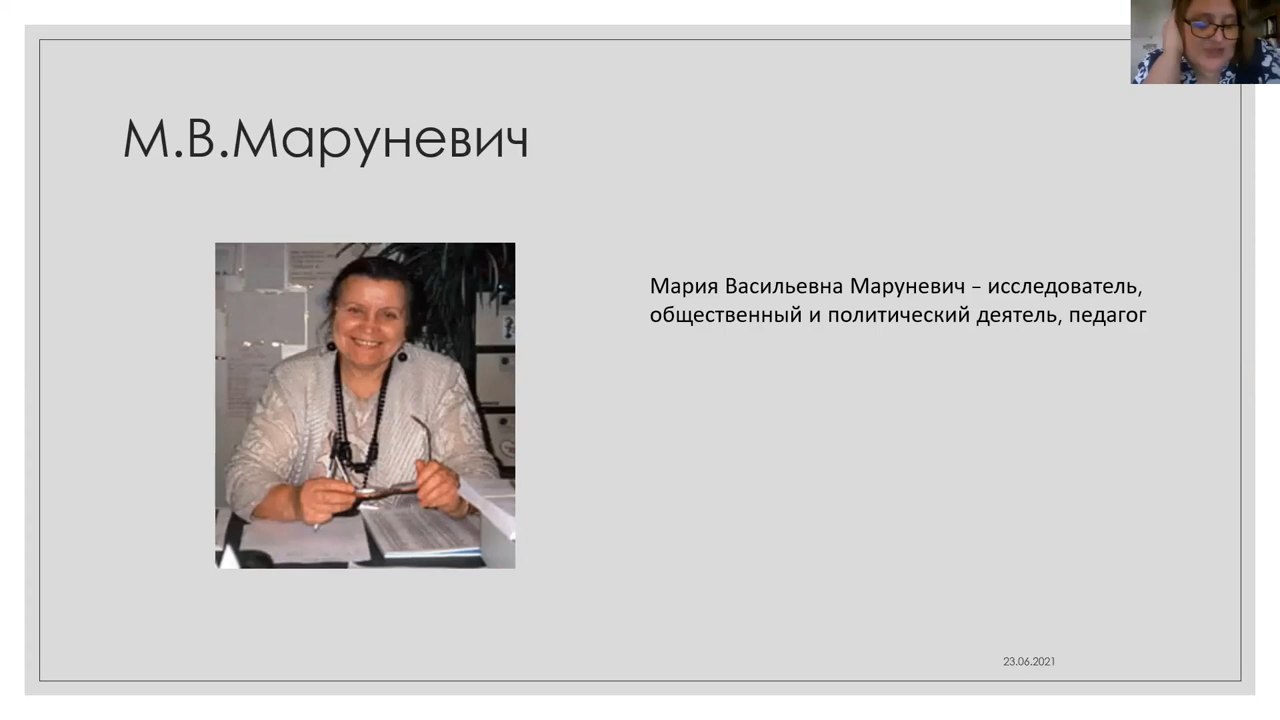 М.В.Маруневич
Мария Васильевна Маруневич – исследователь,
общественный и политический деятель, педагог
23.06.2021